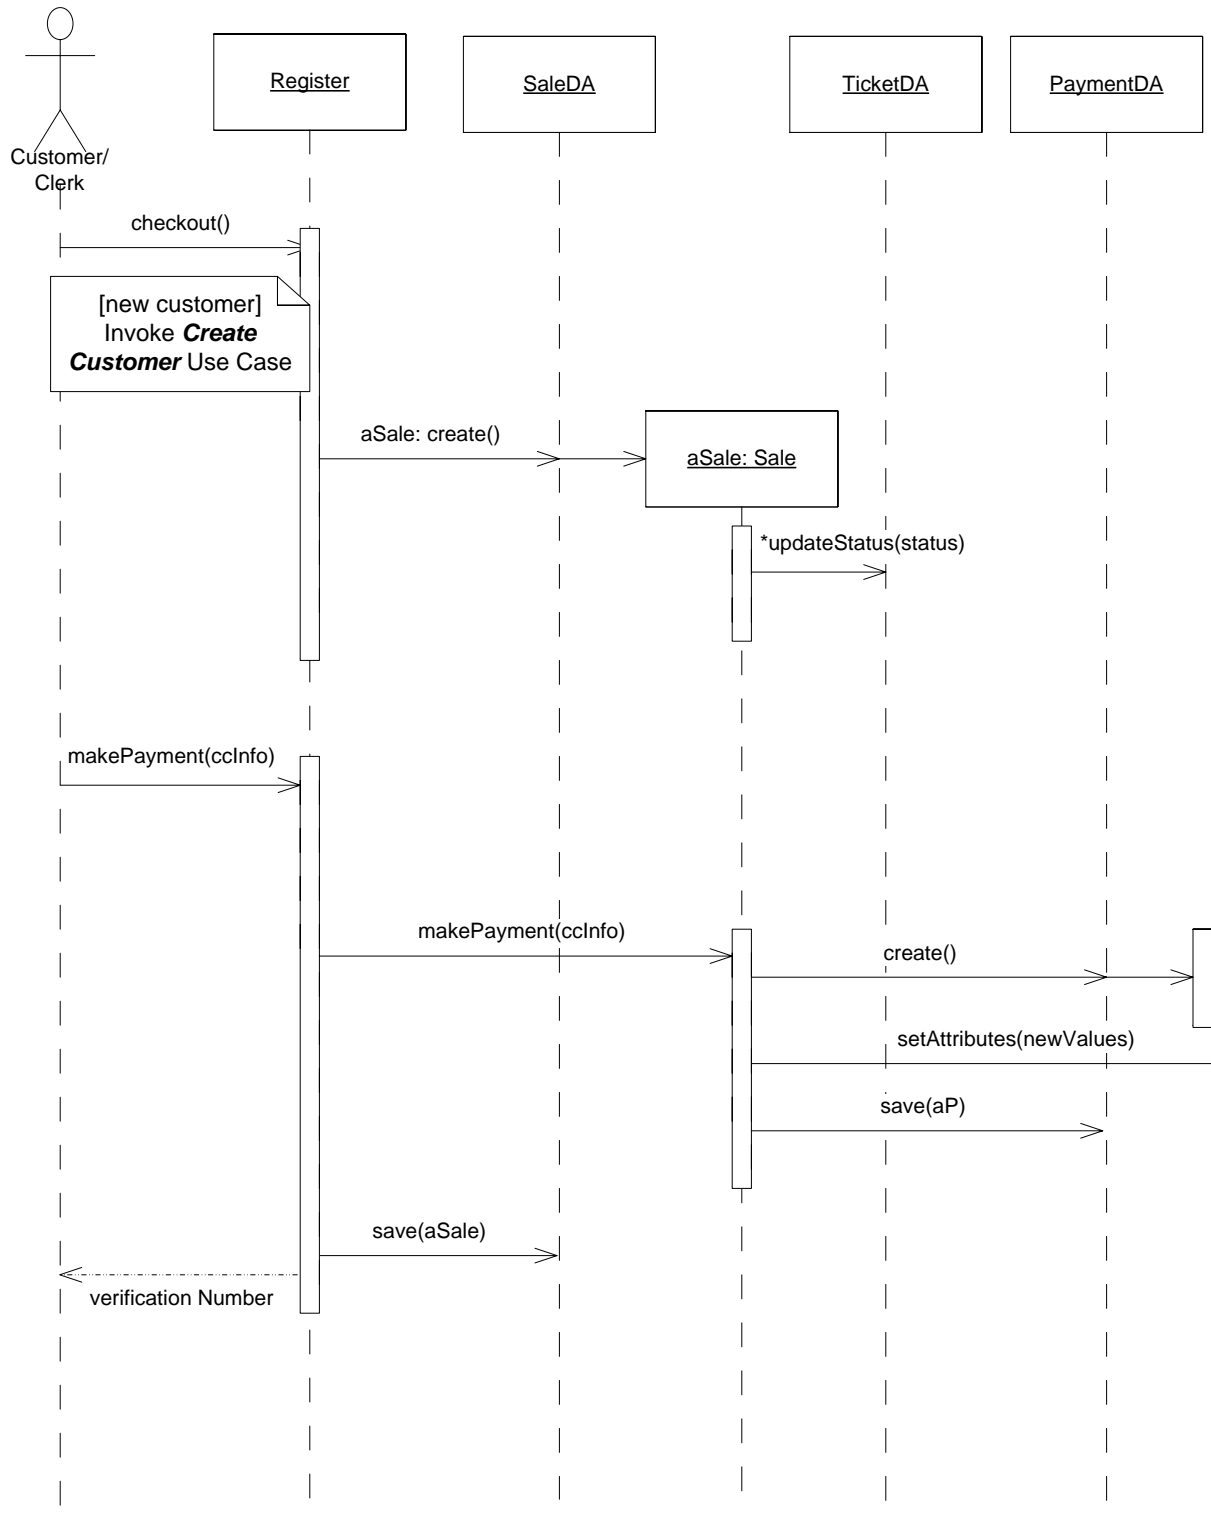 Register
SaleDA
TicketDA
PaymentDA
Customer/
Clerk
checkout()
[new customer]
Invoke Create
Customer Use Case
aSale: create()
aSale: Sale
*updateStatus(status)
makePayment(ccInfo)
makePayment(ccInfo)
create()
setAttributes(newValues)
save(aP)
save(aSale)
verification Number